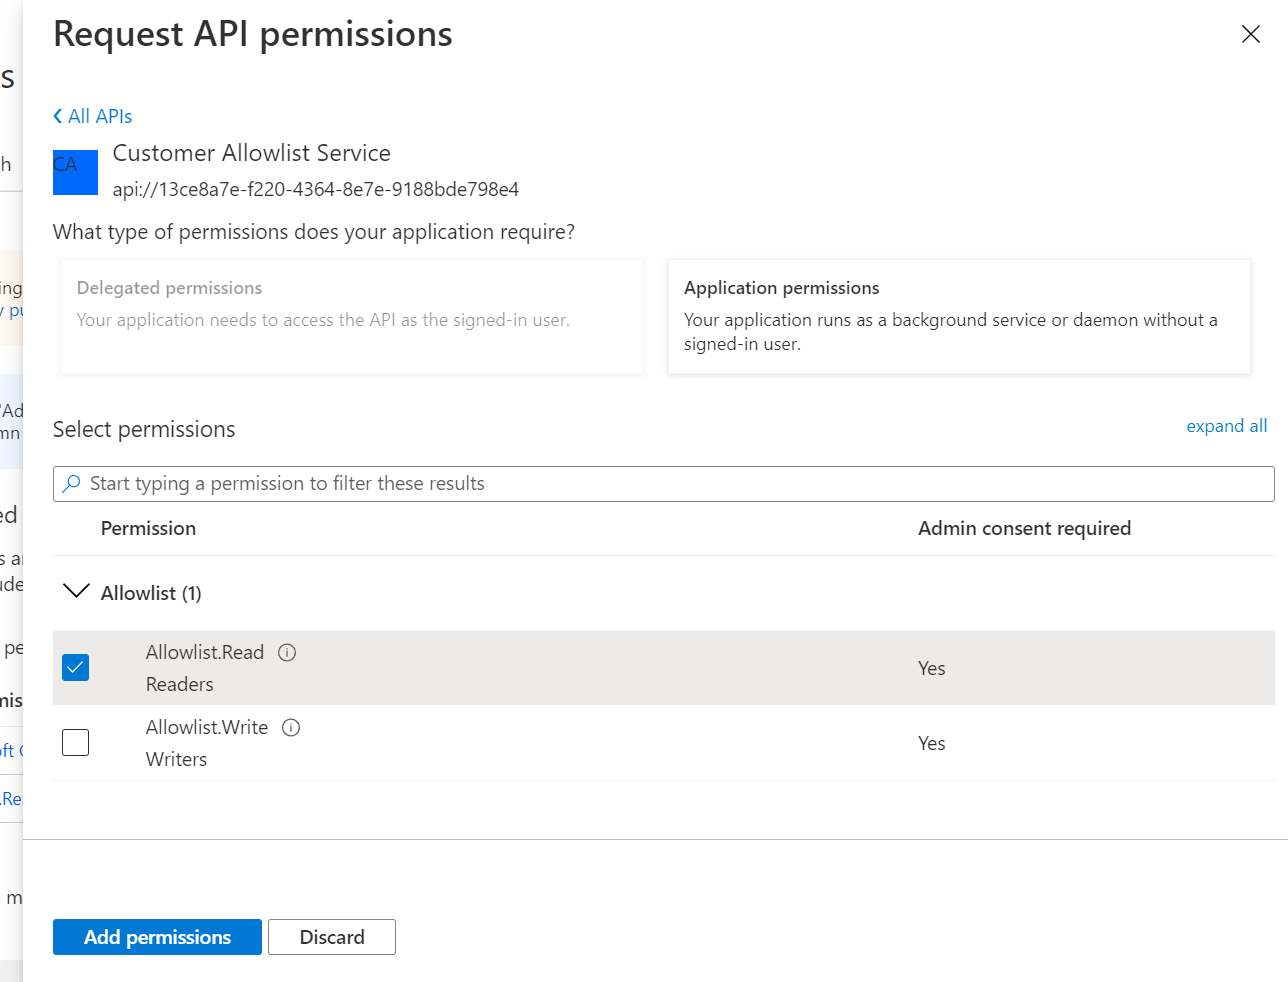 Request API permissions
All APIs
CA
Customer Allowlist Service
api://13ce8a7e-f220-4364-8e7e-9188bde798e4
What type of permissions does your application require?
Delegated permissions
Your application needs to access the API as the signed-in user.
Application permissions
Your application runs as a background service or daemon without a
signed-in user.
Select permissions
expand all
Start typing a permission to filter these results
Permission
Admin consent required
Allowlist (1)
Allowlist.Read
Readers
Yes
Allowlist.Write
Writers
Yes
Add permissions
Discard